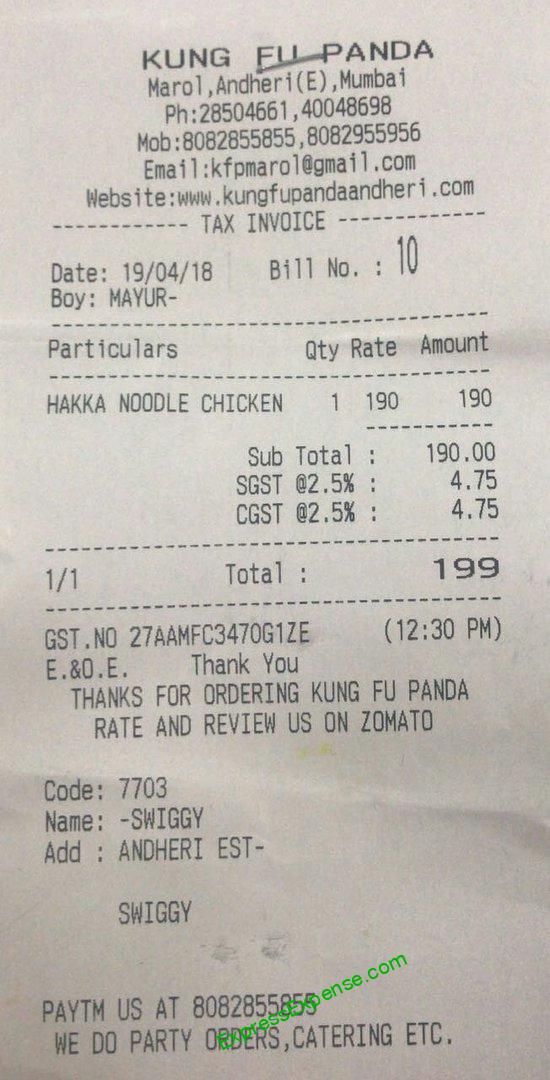 KUNG FU PANDA
Marol,Andheri(E),Mumbai
Ph:28504661,40048698
Mob:8082855855,8082955956
Email:kfpmarol@gmail.com
Website:www.kungfupandaandheri.com
------------ TAX INVOICE ------------
Date: 19/04/18 Bill No. : 10
Boy: MAYUR-
Particulars Qty Rate Amount
HAKKA NOODLE CHICKEN 1 190 190
Sub Total : 190.00
SGST @2.5% : 4.75
CGST @2.5% : 4.75
1/1 Total : 199
GST.NO 27AAMFC3470G1ZE (12:30 PM)
E.&O.E. Thank You
THANKS FOR ORDERING KUNG FU PANDA
RATE AND REVIEW US ON ZOMATO
Code: 7703
Name: -SWIGGY
Add : ANDHERI EST-
SWIGGY
PAYTM US AT 8082855855
WE DO PARTY ORDERS,CATERING ETC.
ExpressExpense.com